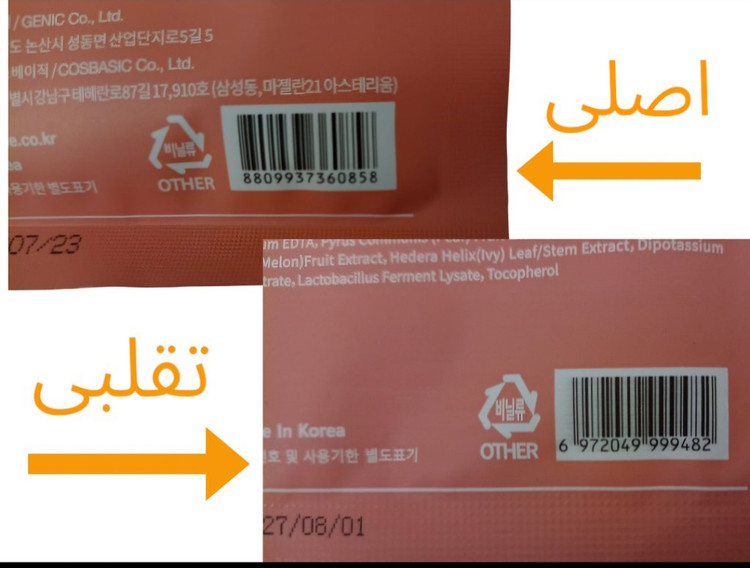 / GENIC Co., Ltd.
도 논산시 성동면 산업단지로5길 5
베이직 / COSBASIC Co., Ltd.
별시 강남구 테헤란로87길 17, 910호 (삼성동, 마젤란21 아스테리움)
e.co.kr
ea
사용기한 별도표기
비닐류
OTHER
8809937360858
07/23
اصلی
um EDTA, Pyrus Communis
Melon)Fruit Extract, Hedera Helix(Ivy) Leaf/Stem Extract, Dipotassium
trate, Lactobacillus Ferment Lysate, Tocopherol
تقلبی
e In Korea
호 및 사용기한 별도표기
비닐류
OTHER
6 972049 999482
27/08/01